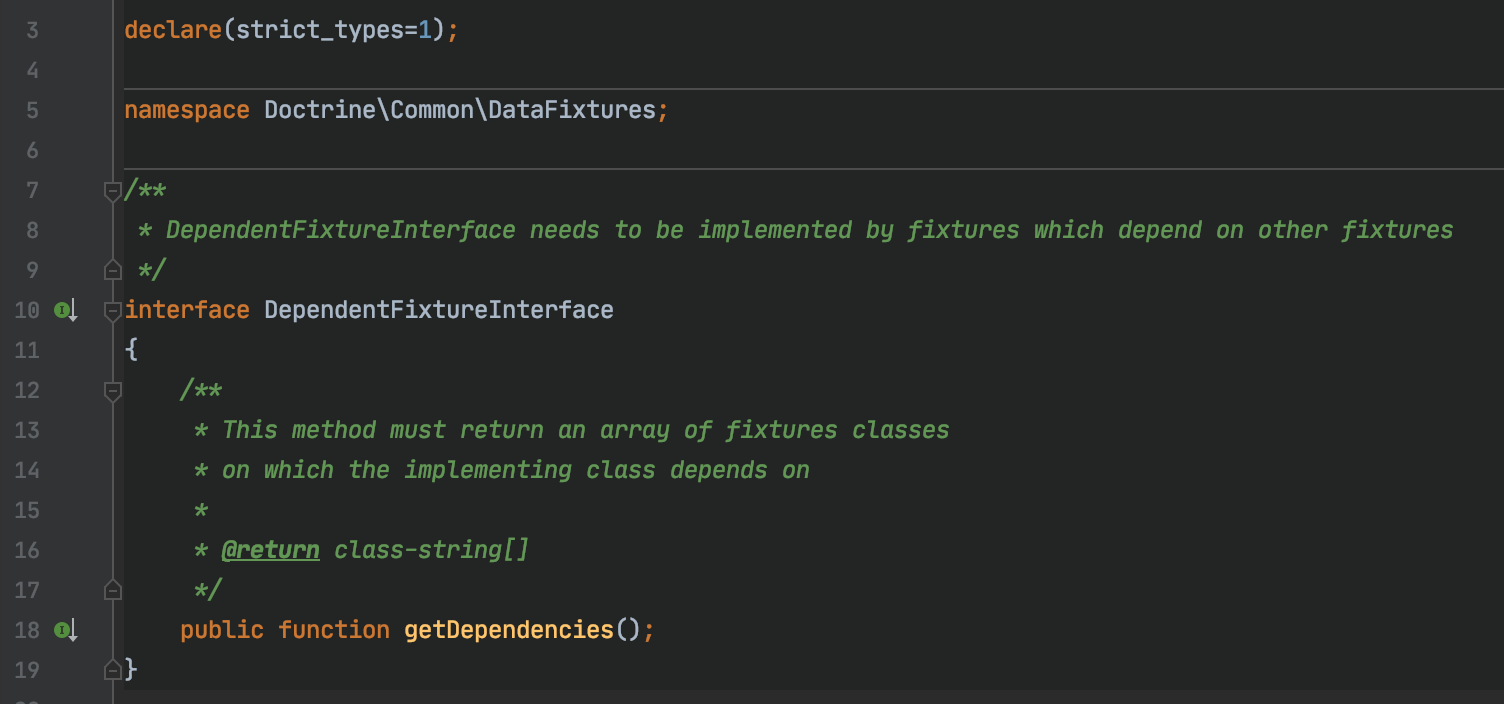 3 declare(strict_types=1);
4
5 namespace Doctrine\Common\DataFixtures;
6
7 /**
8 * DependentFixtureInterface needs to be implemented by fixtures which depend on other fixtures
9 */
10 interface DependentFixtureInterface
11 {
12 /**
13 * This method must return an array of fixtures classes
14 * on which the implementing class depends on
15 *
16 * @return class-string[]
17 */
18 public function getDependencies();
19 }